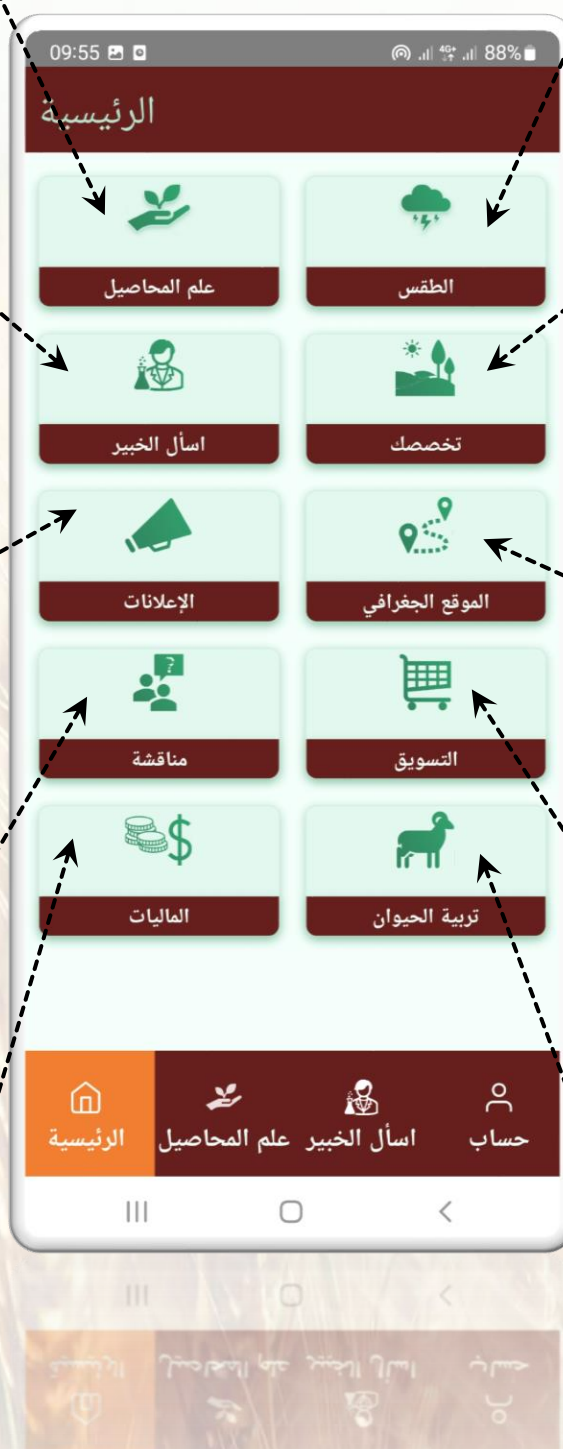 09:55 4G+ 88%
الرئيسية
الطقس علم المحاصيل
تخصصك اسأل الخبير
الموقع الجغرافي الإعلانات
?
التسويق مناقشة
$
تربية الحيوان الماليات
حساب اسأل الخبير علم المحاصيل الرئيسية